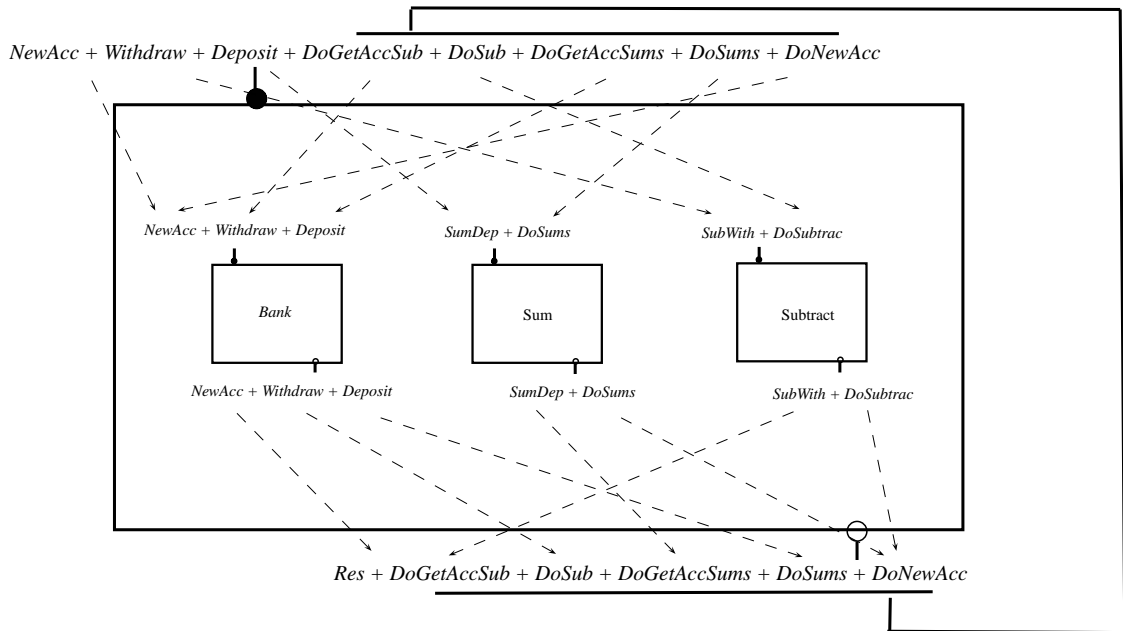 NewAcc + Withdraw + Deposit + DoGetAccSub + DoSub + DoGetAccSums + DoSums + DoNewAcc
NewAcc + Withdraw + Deposit
SumDep + DoSums
SubWith + DoSubtrac
Bank
Sum
Subtract
NewAcc + Withdraw + Deposit
SumDep + DoSums
SubWith + DoSubtrac
Res + DoGetAccSub + DoSub + DoGetAccSums + DoSums + DoNewAcc